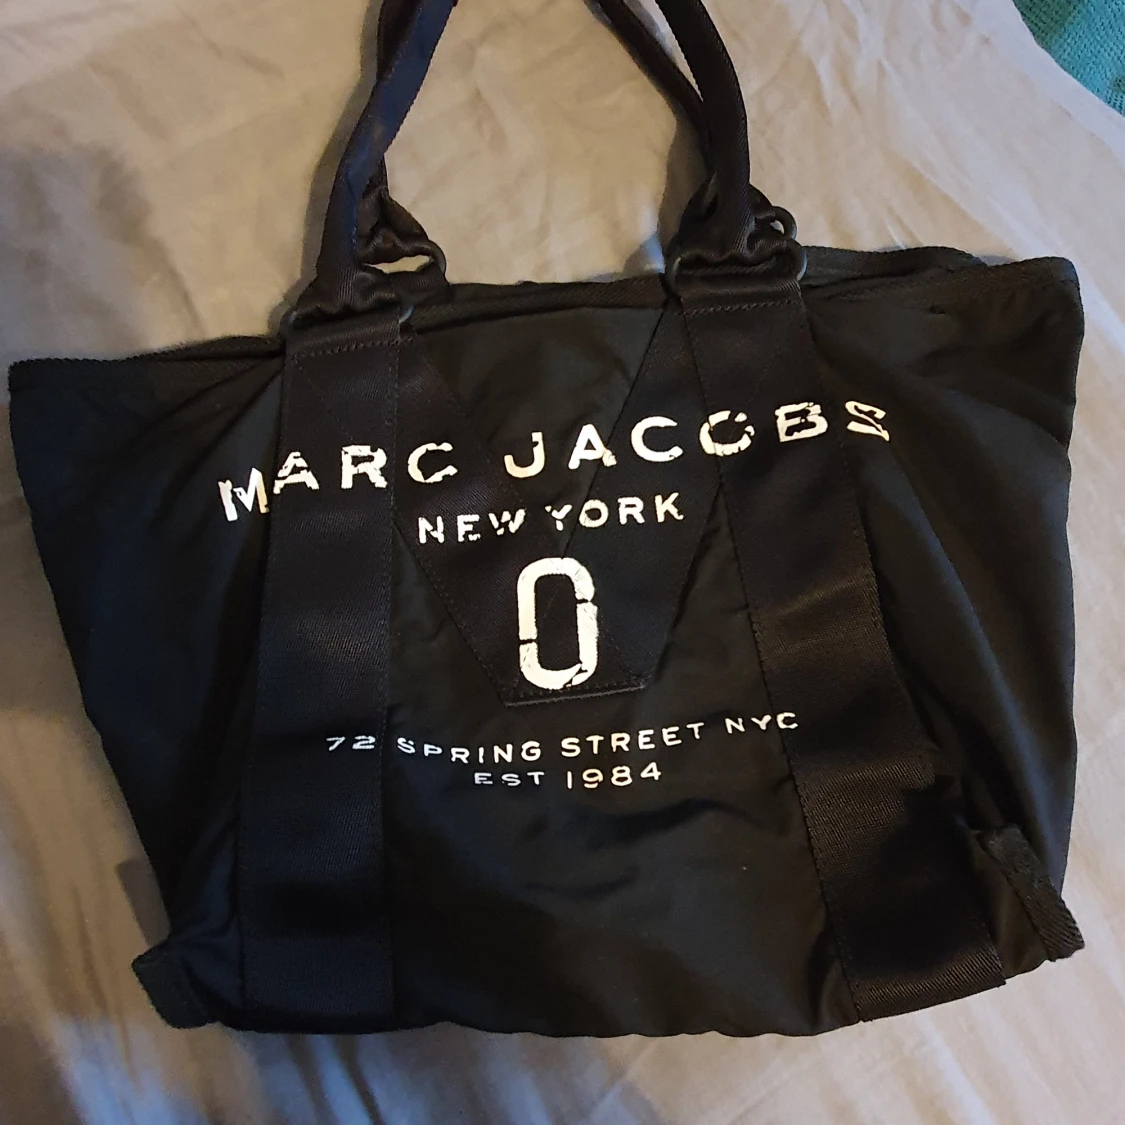 MARC JACOBS
NEW YORK
72 SPRING STREET NYC
EST 1984